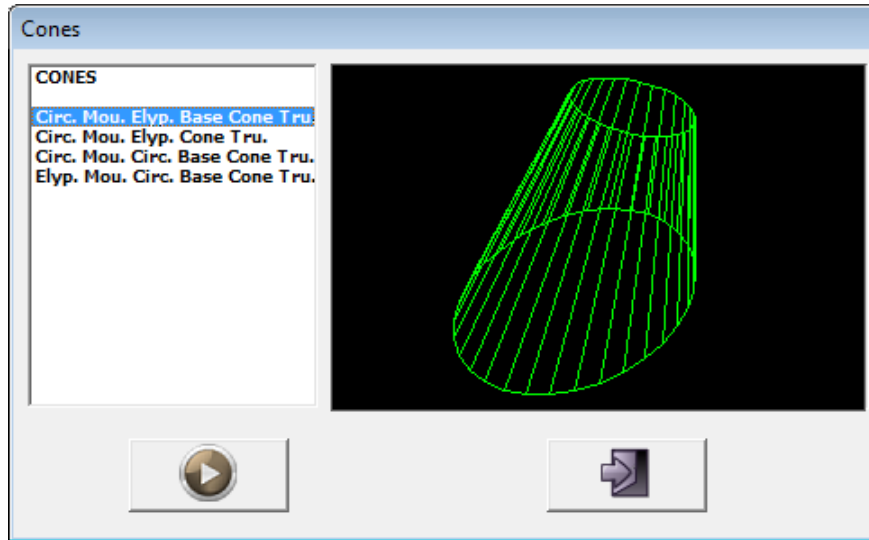 Cones
CONES
Circ. Mou. Elyp. Base Cone Tru.
Circ. Mou. Elyp. Cone Tru.
Circ. Mou. Circ. Base Cone Tru.
Elyp. Mou. Circ. Base Cone Tru.